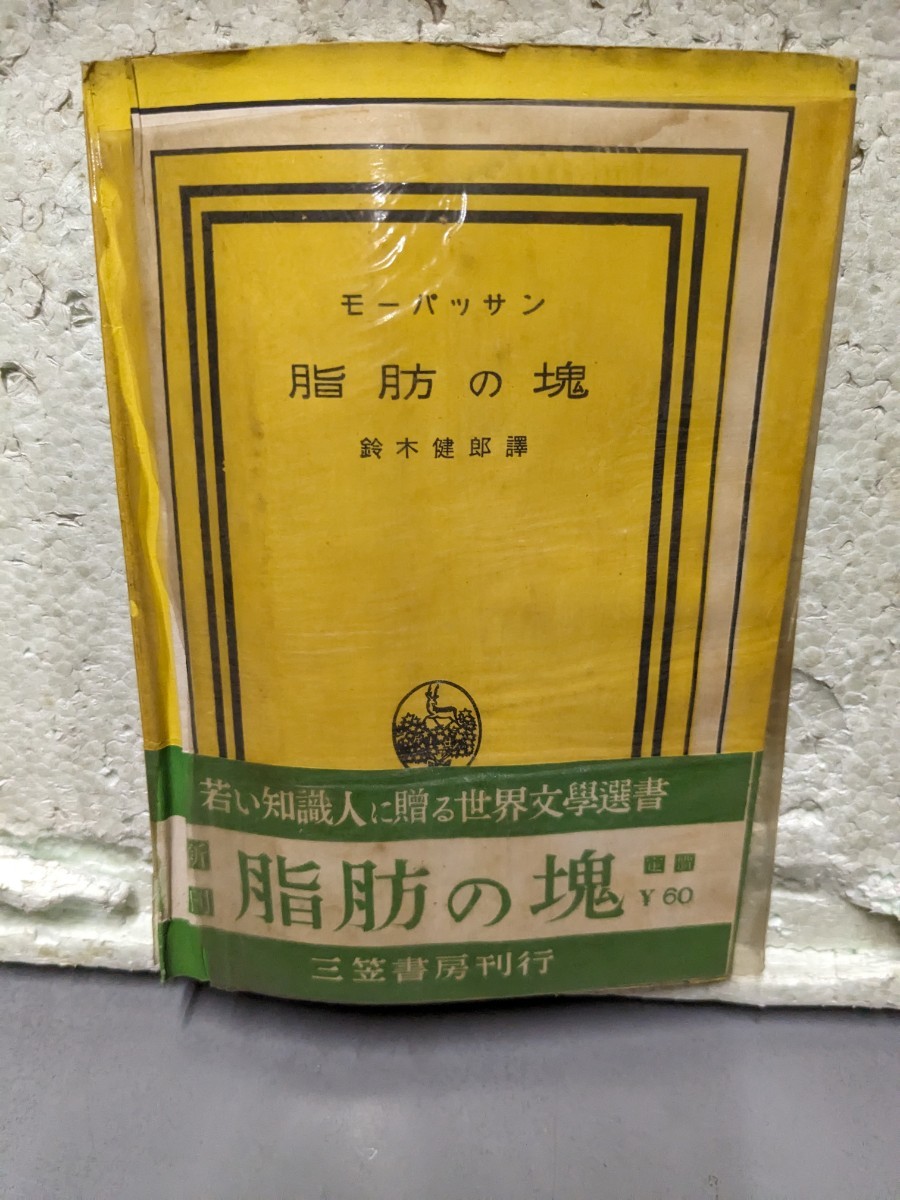 モーパッサン
脂肪の塊
鈴木健郎譯
若い知識人に贈る世界文學選書
新刊
脂肪の塊
定價
¥60
三笠書房刊行